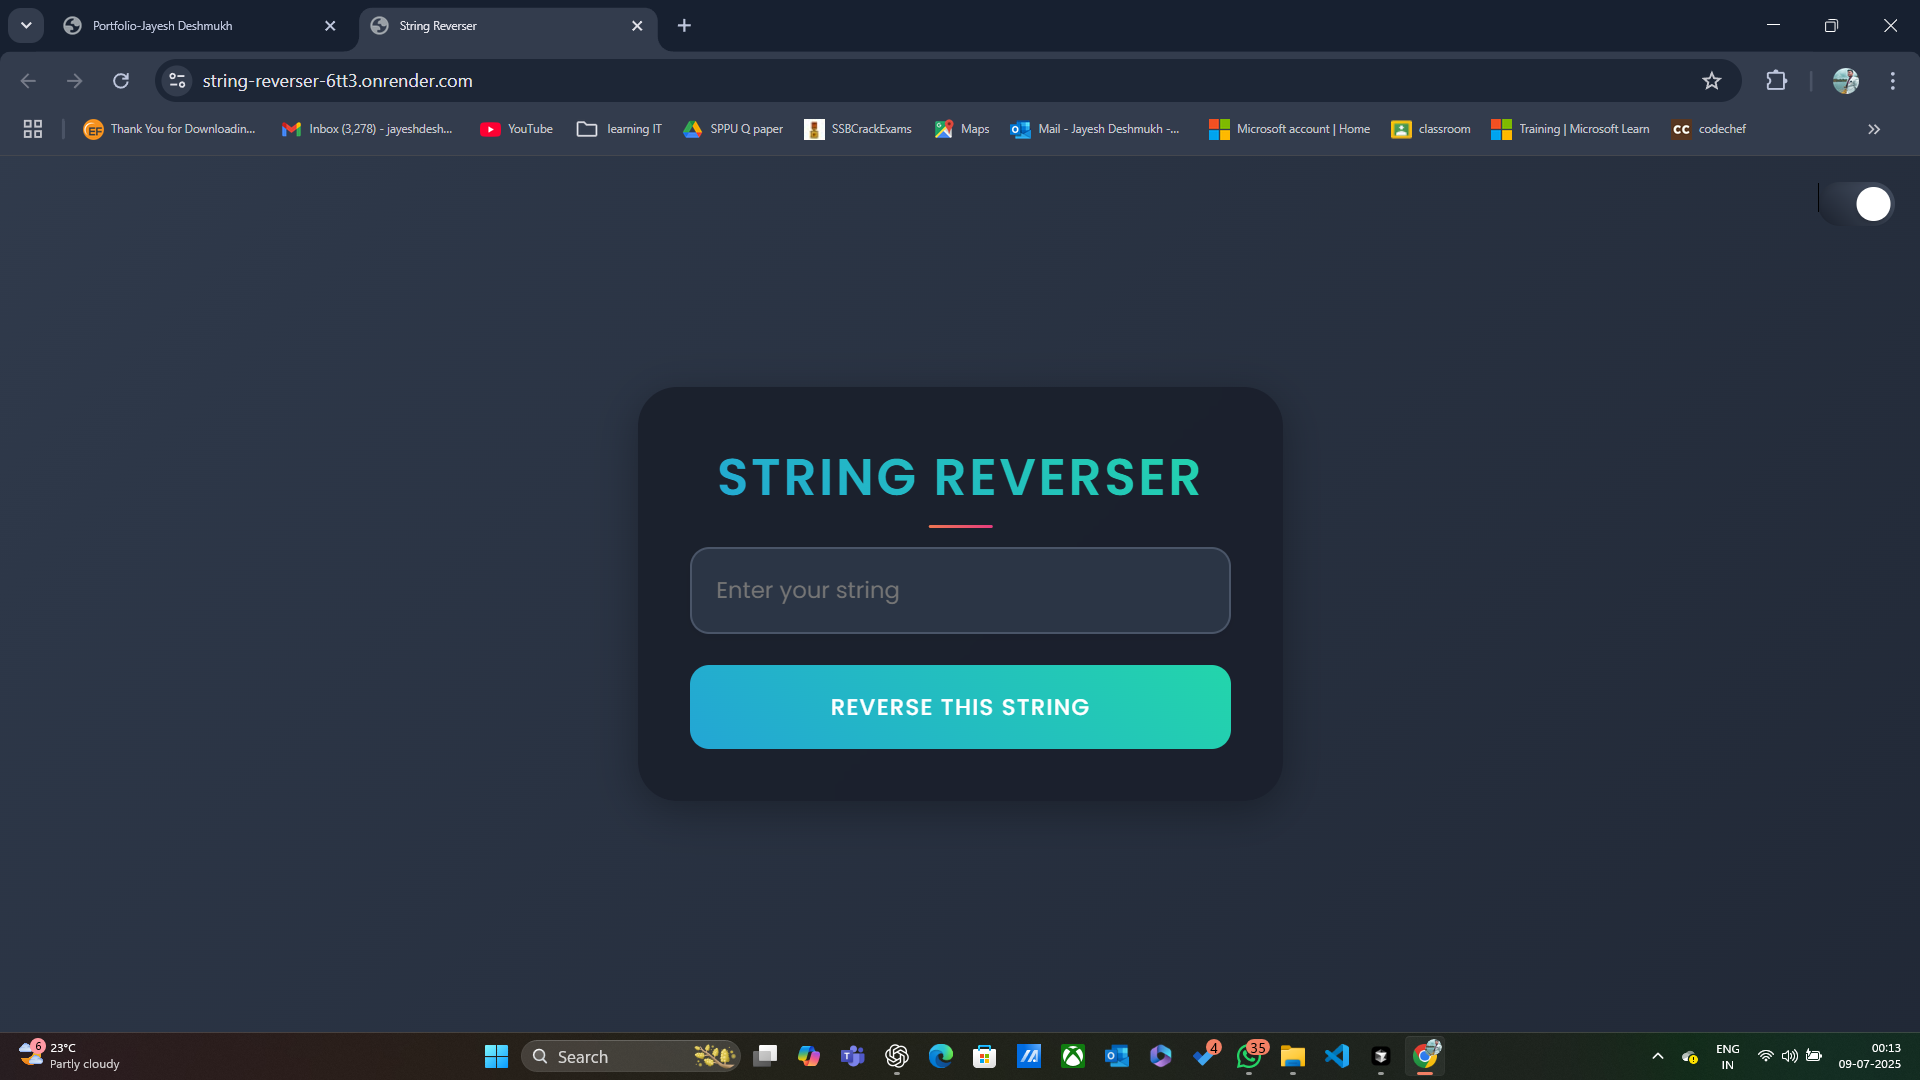 Portfolio-Jayesh Deshmukh
String Reverser
string-reverser-6tt3.onrender.com
EF
Thank You for Downloadin...
Inbox (3,278) - jayeshdesh...
YouTube
learning IT
SPPU Q paper
SSBCrackExams
Maps
Mail - Jayesh Deshmukh -...
Microsoft account | Home
classroom
Training | Microsoft Learn
CC
codechef
STRING REVERSER
Enter your string
REVERSE THIS STRING
6
23°C
Partly cloudy
Search
4
35
ENG
IN
00:13
09-07-2025